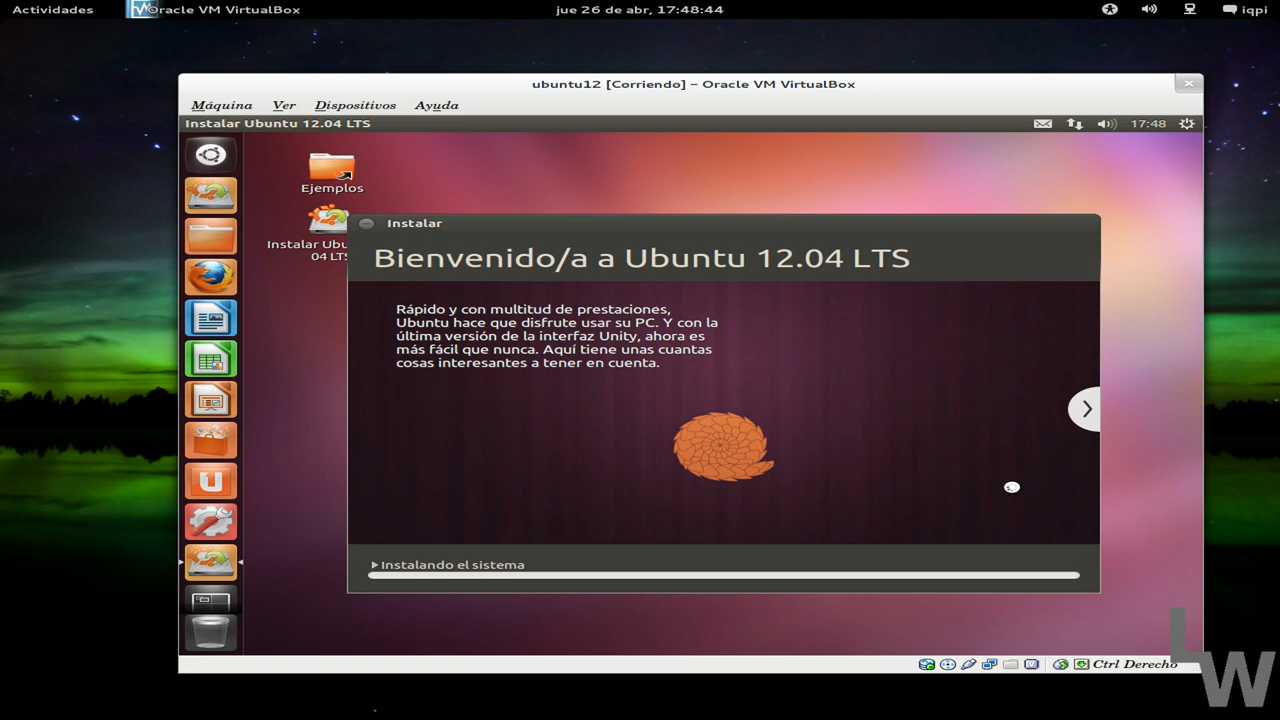 Actividades
Oracle VM VirtualBox
jue 26 de abr, 17:48:44
iqpi
ubuntu12 [Corriendo] – Oracle VM VirtualBox
Máquina Ver Dispositivos Ayuda
Instalar Ubuntu 12.04 LTS
17:48
Ejemplos
Instalar Ubu
04 LTS
Instalar
Bienvenido/a a Ubuntu 12.04 LTS
Rápido y con multitud de prestaciones,
Ubuntu hace que disfrute usar su PC. Y con la
última versión de la interfaz Unity, ahora es
más fácil que nunca. Aquí tiene unas cuantas
cosas interesantes a tener en cuenta.
Instalando el sistema
Ctrl Derecho
LW